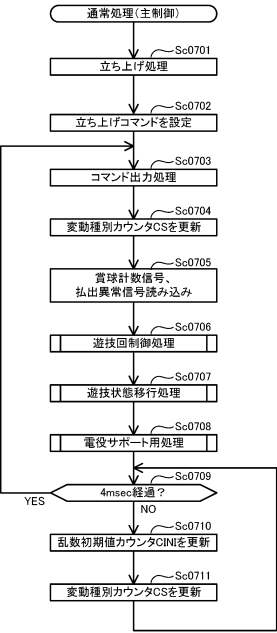 通常処理(主制御)
Sc0701
立ち上げ処理
Sc0702
立ち上げコマンドを設定
Sc0703
コマンド出力処理
Sc0704
変動種別カウンタCSを更新
Sc0705
賞球計数信号、
払出異常信号読み込み
Sc0706
遊技回制御処理
Sc0707
遊技状態移行処理
Sc0708
電役サポート用処理
Sc0709
4msec経過?
YES
NO
Sc0710
乱数初期値カウンタCINIを更新
Sc0711
変動種別カウンタCSを更新